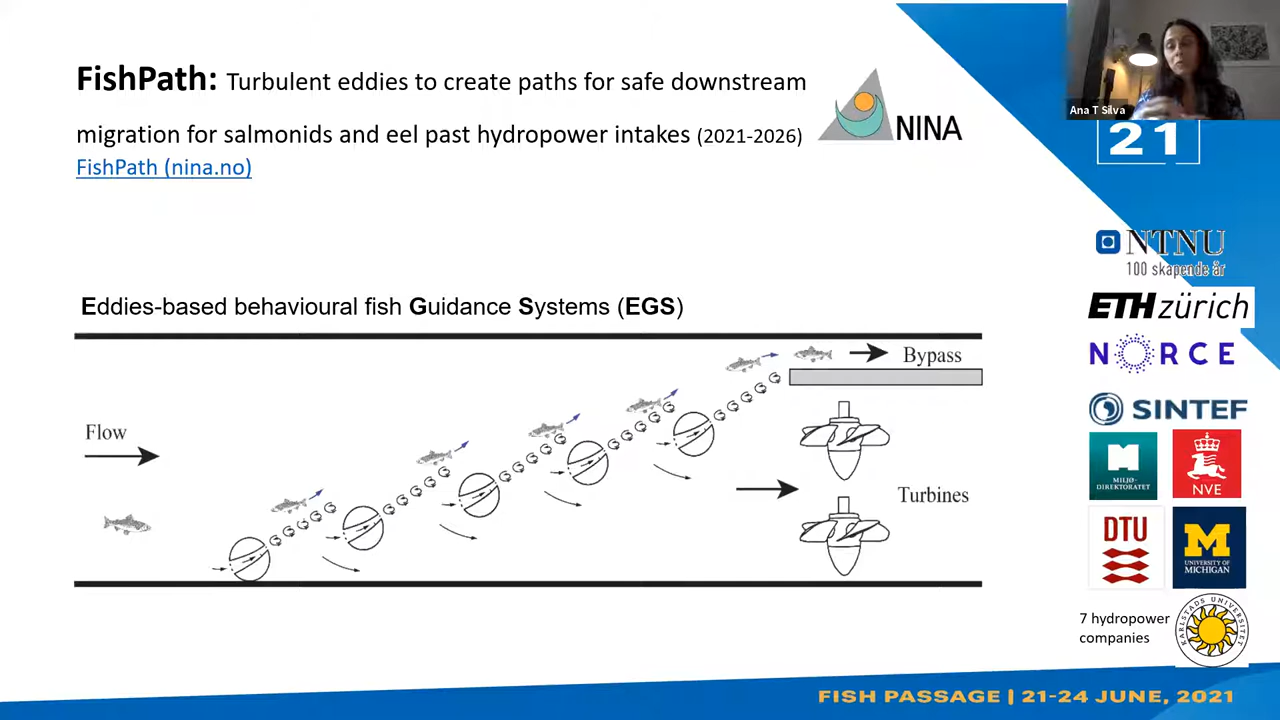 FishPath: Turbulent eddies to create paths for safe downstream
migration for salmonids and eel past hydropower intakes (2021-2026)
FishPath (nina.no)
NINA
Ana T Silva
21
Eddies-based behavioural fish Guidance Systems (EGS)
Flow
Bypass
Turbines
NTNU
100 skapende år
ETH zürich
NORCE
SINTEF
MILJØ-
DIREKTORATET
NVE
DTU
M
UNIVERSITY OF
MICHIGAN
7 hydropower
companies
KARLSTADS UNIVERSITET
FISH PASSAGE | 21-24 JUNE, 2021